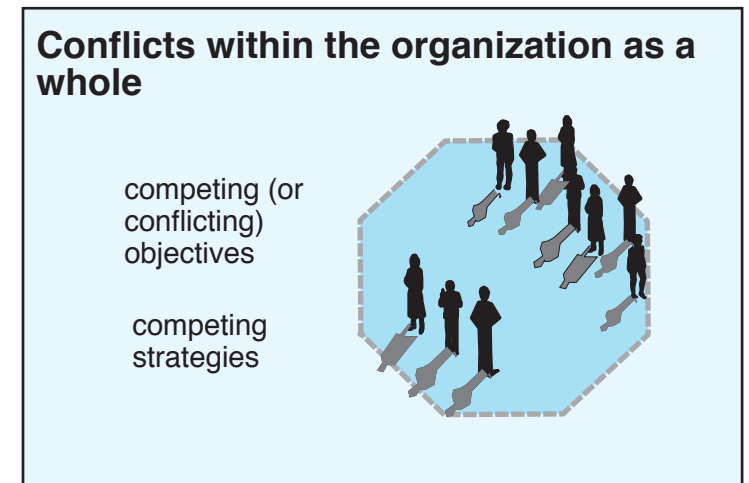 Conflicts within the organization as a
whole
competing (or
conflicting)
objectives
competing
strategies